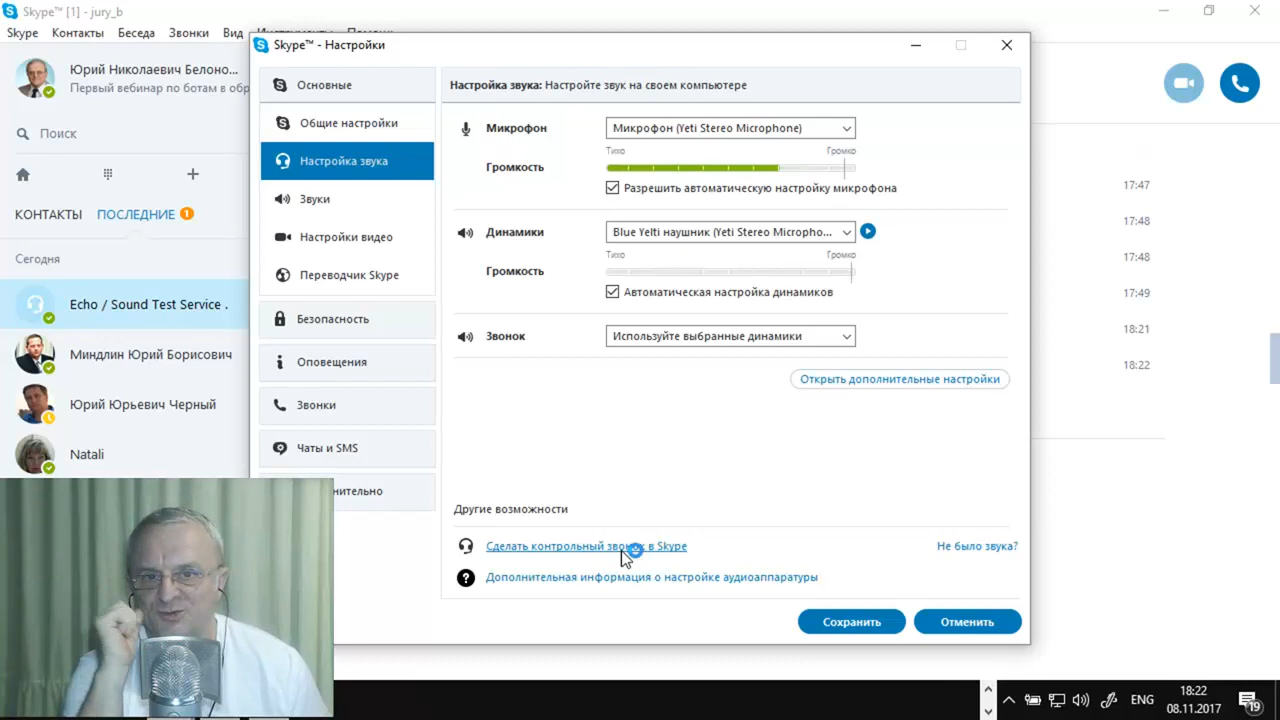 Skype™ [1] - jury_b
Skype Контакты Беседа Звонки Вид
Юрий Николаевич Белоно...
Первый вебинар по ботам в обр
Поиск
КОНТАКТЫ ПОСЛЕДНИЕ 1
Сегодня
Echo / Sound Test Service .
Миндлин Юрий Борисович
Юрий Юрьевич Черный
Natali
Skype™ - Настройки
Основные
Общие настройки
Настройка звука
Звуки
Настройки видео
Переводчик Skype
Безопасность
Оповещения
Звонки
Чаты и SMS
нительно
Настройка звука: Настройте звук на своем компьютере
Микрофон Микрофон (Yeti Stereo Microphone)
Тихо Громко
Громкость
Разрешить автоматическую настройку микрофона
Динамики Blue Yelti наушник (Yeti Stereo Micropho...
Тихо Громко
Громкость
Автоматическая настройка динамиков
Звонок Используйте выбранные динамики
Открыть дополнительные настройки
Другие возможности
Сделать контрольный звонок в Skype Не было звука?
? Дополнительная информация о настройке аудиоаппаратуры
Сохранить Отменить
17:47
17:48
17:48
17:49
18:21
18:22
ENG 18:22
08.11.2017 19